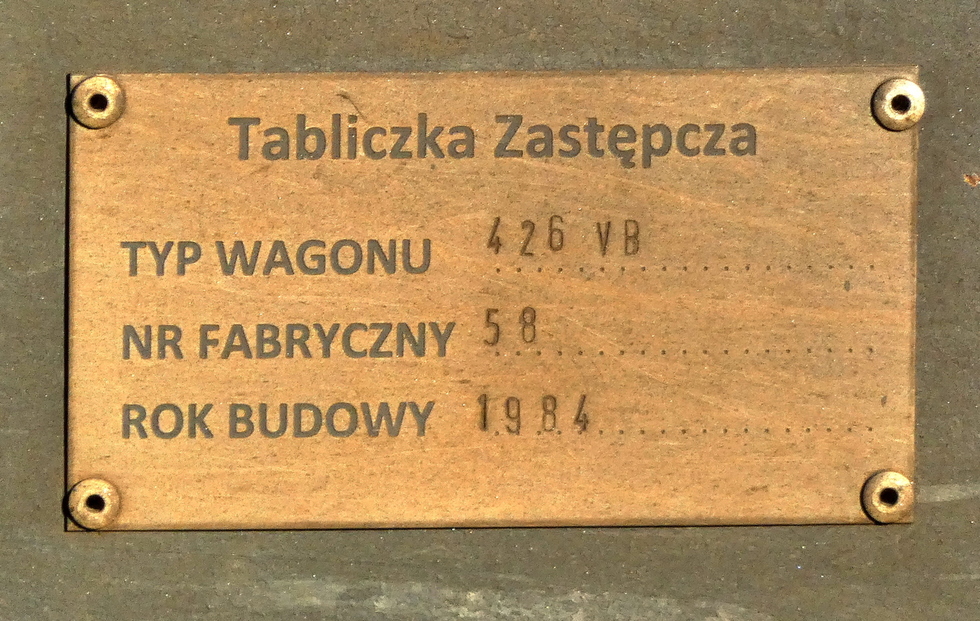 Tabliczka Zastępcza
TYP WAGONU 426 VB
NR FABRYCZNY 58
ROK BUDOWY 1984